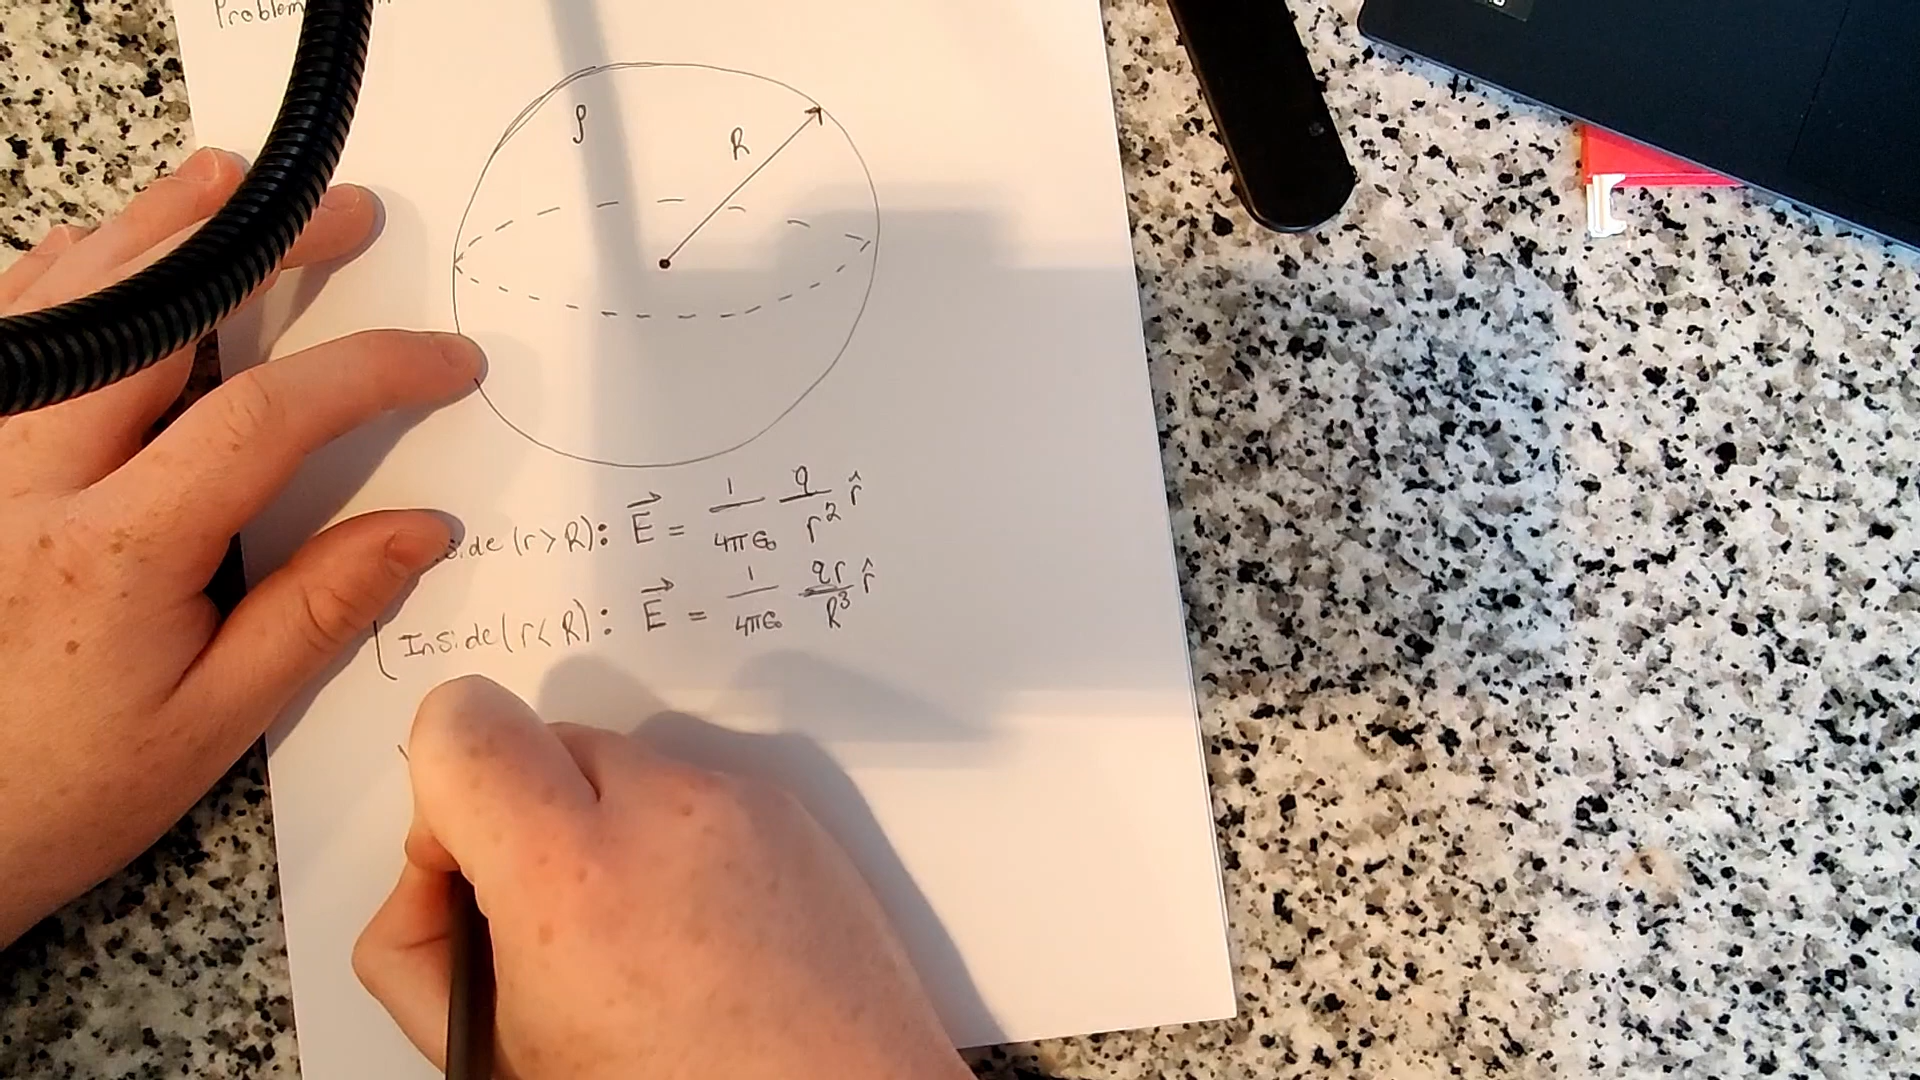 Problem
ρ
R
side (r > R): E⃗ = 1/4πϵ₀ q/r² r̂
Inside (r < R): E⃗ = 1/4πϵ₀ qr/R³ r̂